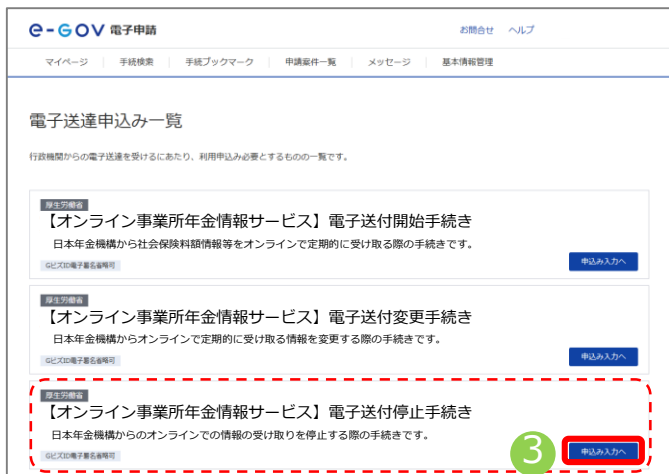 e-GOV 電子申請
お問合せ ヘルプ
マイページ 手続検索 手続ブックマーク 申請案件一覧 メッセージ 基本情報管理
電子送達申込み一覧
行政機関からの電子送達を受けるにあたり、利用申込み必要とするものの一覧です。
厚生労働省
【オンライン事業所年金情報サービス】電子送付開始手続き
日本年金機構から社会保険料額情報等をオンラインで定期的に受け取る際の手続きです。
GビズID電子署名省略可
申込み入力へ
厚生労働省
【オンライン事業所年金情報サービス】電子送付変更手続き
日本年金機構からオンラインで定期的に受け取る情報を変更する際の手続きです。
GビズID電子署名省略可
申込み入力へ
厚生労働省
【オンライン事業所年金情報サービス】電子送付停止手続き
日本年金機構からのオンラインでの情報の受け取りを停止する際の手続きです。
GビズID電子署名省略可
3
申込み入力へ